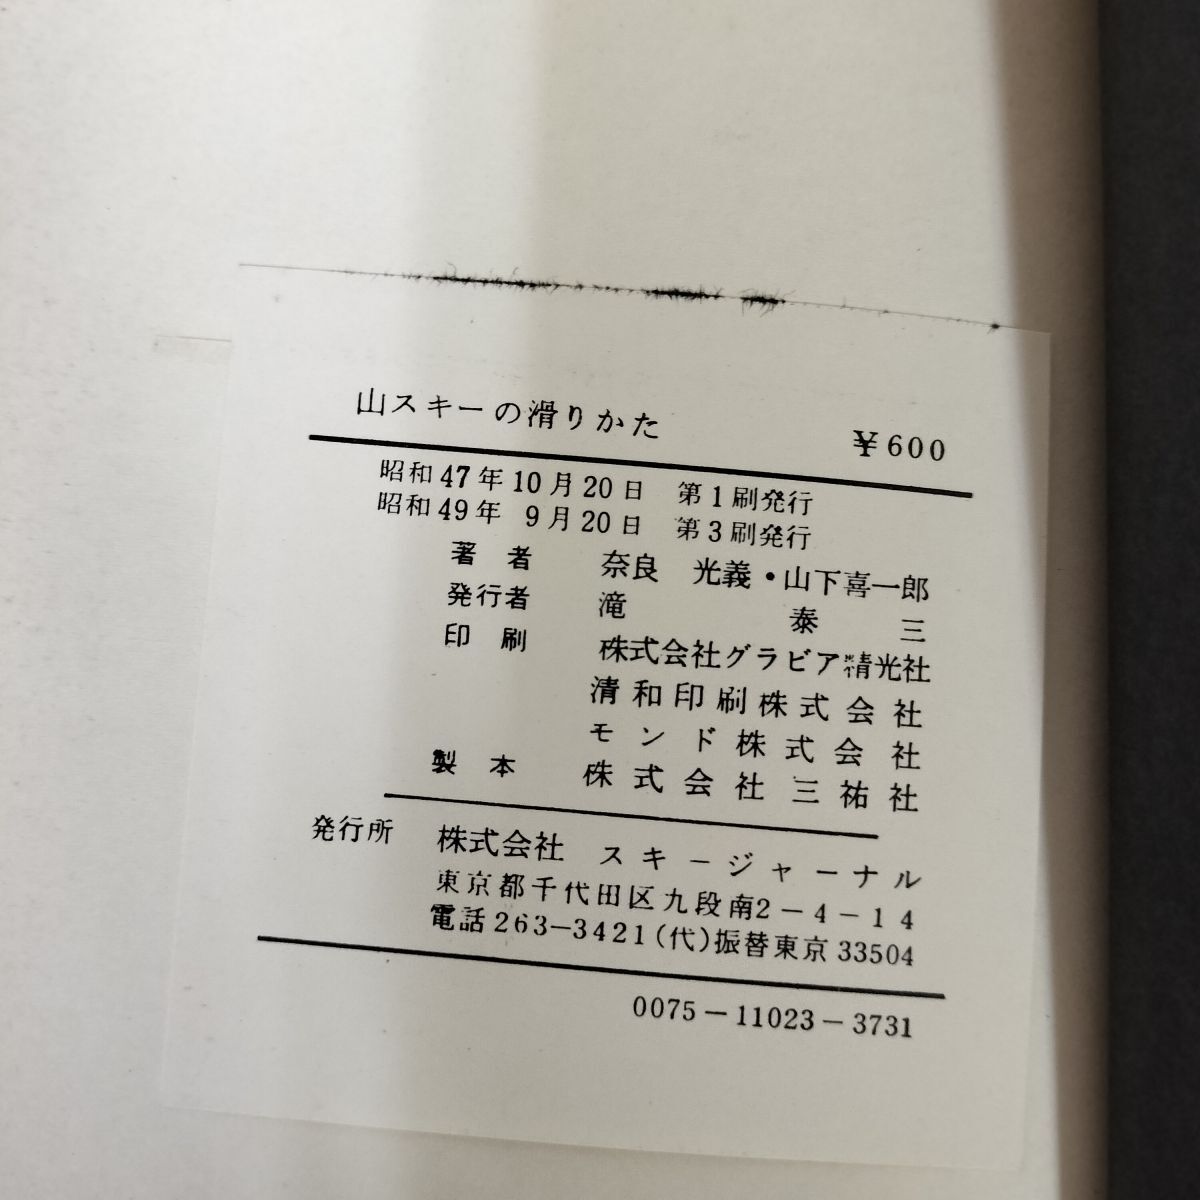 山スキーの滑りかた ￥600
昭和47年10月20日 第1刷発行
昭和49年 9月20日 第3刷発行
著者 奈良 光義・山下喜一郎
発行者 滝 泰三
印刷 株式会社グラビア精光社
清和印刷株式会社
モンド株式会社
製本 株式会社三祐社
発行所 株式会社 スキージャーナル
東京都千代田区九段南2-4-14
電話263-3421(代)振替東京33504
0075-11023-3731